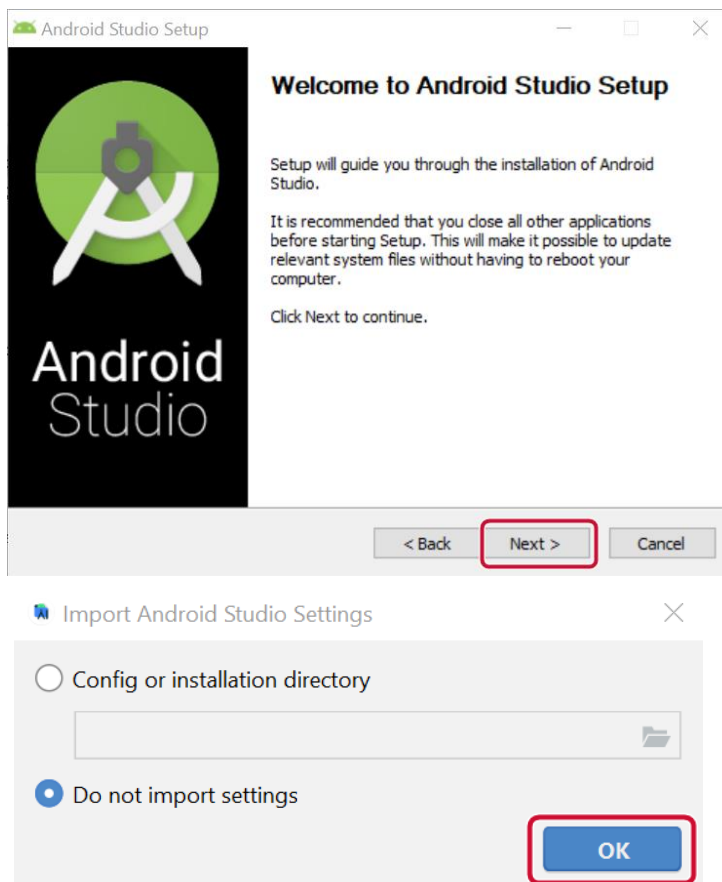 Android Studio Setup
Welcome to Android Studio Setup
Setup will guide you through the installation of Android
Studio.
It is recommended that you close all other applications
before starting Setup. This will make it possible to update
relevant system files without having to reboot your
computer.
Click Next to continue.
Android
Studio
< Back Next > Cancel
Import Android Studio Settings
Config or installation directory
Do not import settings
OK